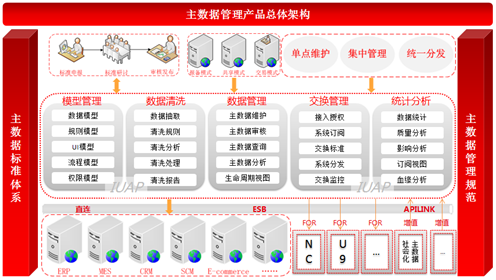 主数据管理产品总体架构
主数据标准体系
标准申请 标准研讨 审核发布
混合模式 共享模式 交易模式
单点维护 集中管理 统一分发
主数据管理规范
模型管理 数据清洗 数据管理 交换管理 统计分析
数据模型 数据抽取 主数据维护 接入授权 数据统计
规则模型 清洗规则 主数据审核 系统订阅 质量分析
UI模型 清洗分析 主数据查询 交换标准 影响分析
流程模型 清洗处理 主数据分析 系统分发 订阅视图
权限模型 清洗报告 生命周期视图 交换监控 血缘分析
IUAP IUAP
直连 ESB APILINK
FOR FOR FOR 增值 增值
ERP MES CRM SCM E-commerce ……
NC
U9
…
主数据社会化
…